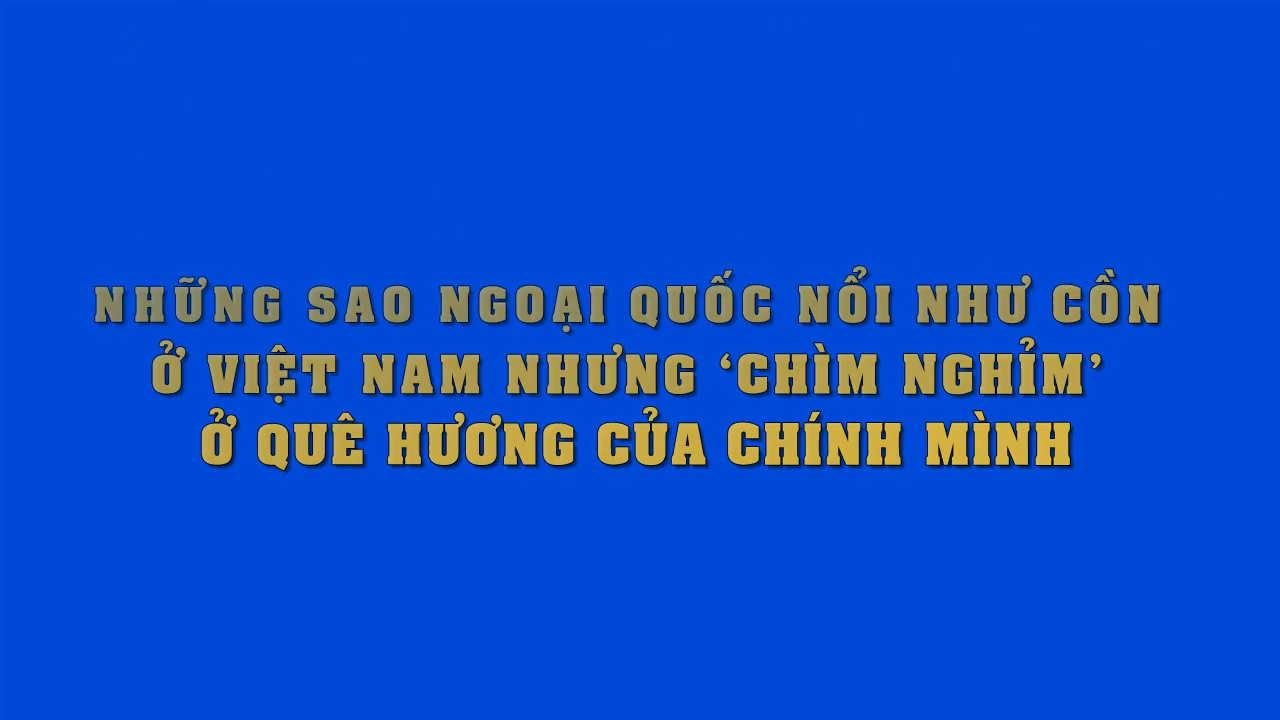 NHỮNG SAO NGOẠI QUỐC NỔI NHƯ CỒN
Ở VIỆT NAM NHƯNG ‘CHÌM NGHỈM’
Ở QUÊ HƯƠNG CỦA CHÍNH MÌNH